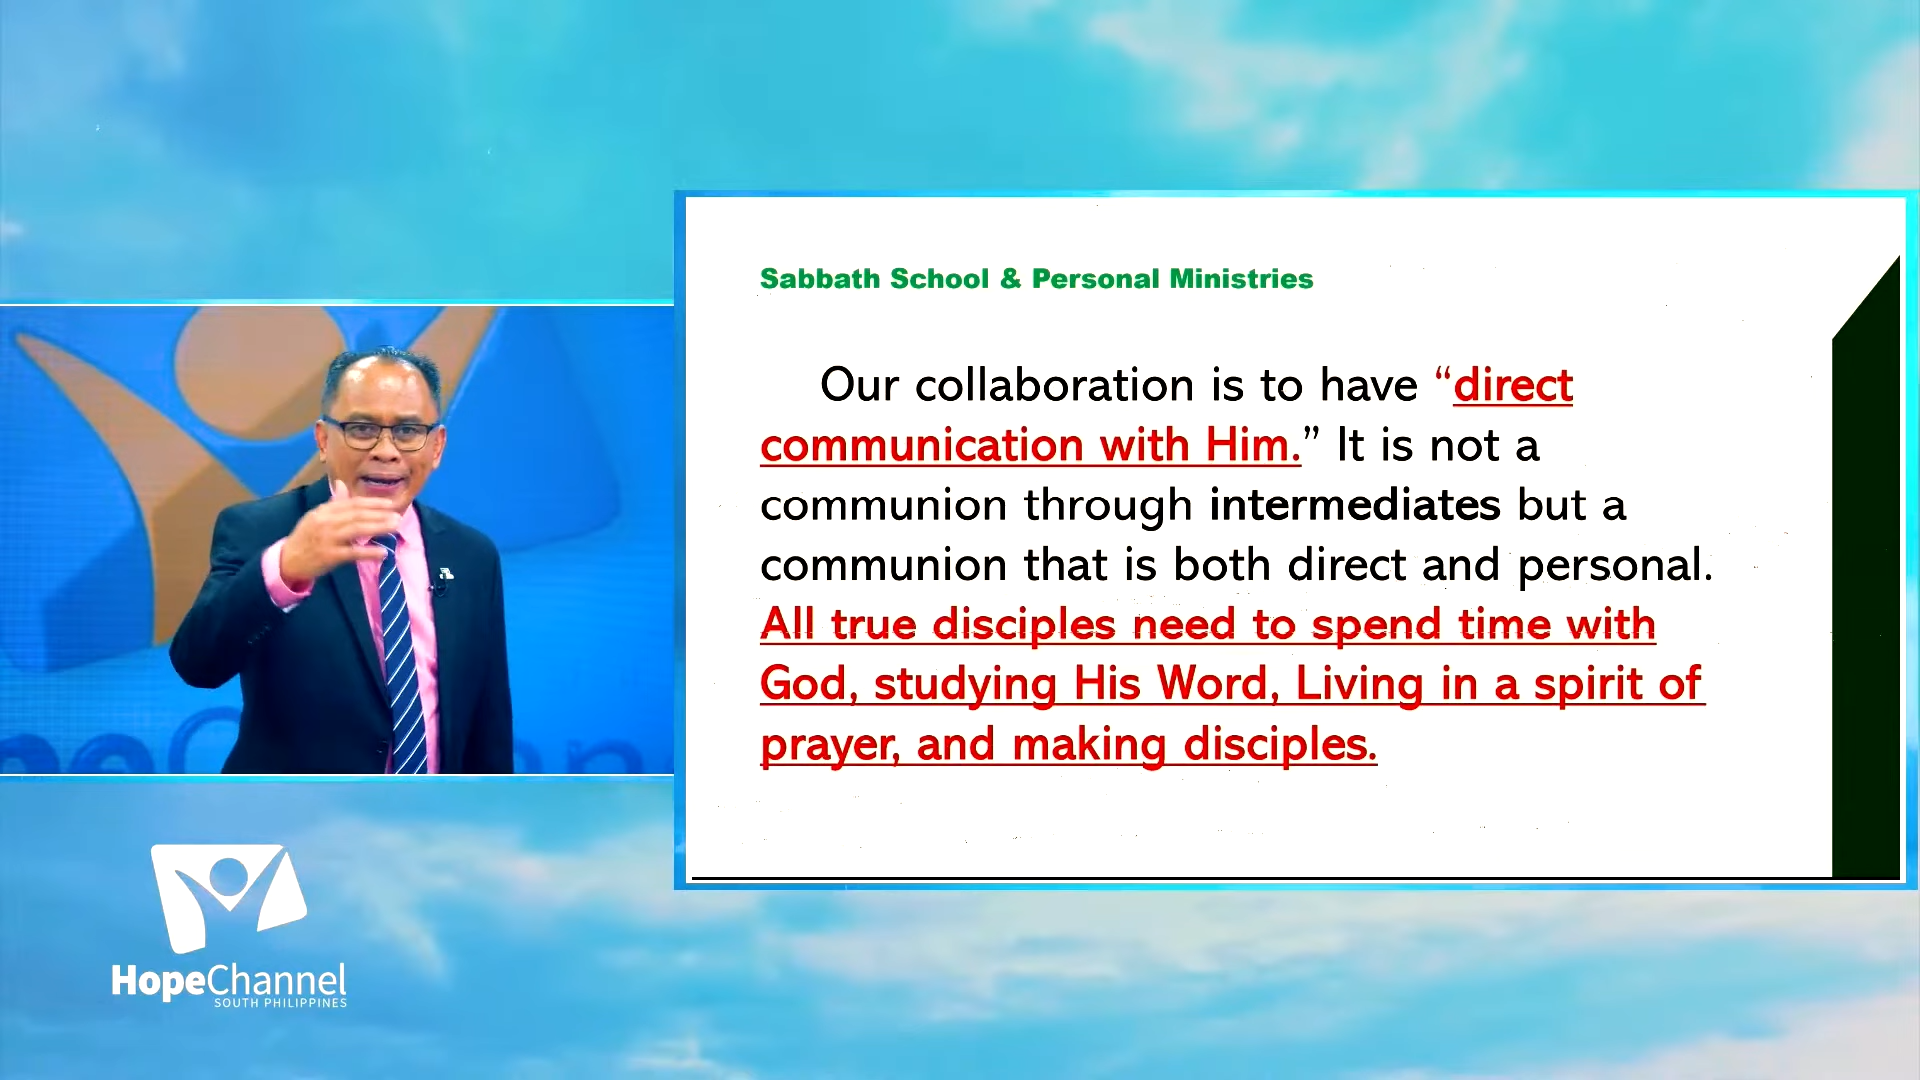 Sabbath School & Personal Ministries
Our collaboration is to have “direct
communication with Him.” It is not a
communion through intermediates but a
communion that is both direct and personal.
All true disciples need to spend time with
God, studying His Word, Living in a spirit of
prayer, and making disciples.
HopeChannel
SOUTH PHILIPPINES